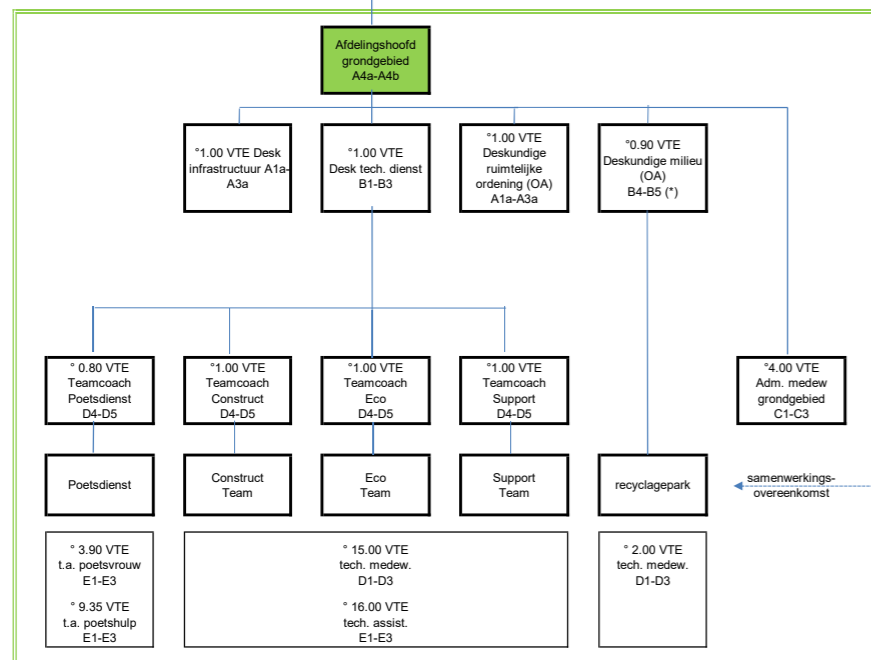 Afdelingshoofd
grondgebied
A4a-A4b
°1.00 VTE Desk
infrastructuur A1a-
A3a
°1.00 VTE
Desk tech. dienst
B1-B3
°1.00 VTE
Deskundige
ruimtelijke
ordening (OA)
A1a-A3a
°0.90 VTE
Deskundige milieu
(OA)
B4-B5 (*)
° 0.80 VTE
Teamcoach
Poetsdienst
D4-D5
°1.00 VTE
Teamcoach
Construct
D4-D5
°1.00 VTE
Teamcoach
Eco
D4-D5
°1.00 VTE
Teamcoach
Support
D4-D5
°4.00 VTE
Adm. medew
grondgebied
C1-C3
Poetsdienst
Construct
Team
Eco
Team
Support
Team
recyclagepark
samenwerkings-
overeenkomst
° 3.90 VTE
t.a. poetsvrouw
E1-E3
° 9.35 VTE
t.a. poetshulp
E1-E3
° 15.00 VTE
tech. medew.
D1-D3
° 16.00 VTE
tech. assist.
E1-E3
° 2.00 VTE
tech. medew.
D1-D3